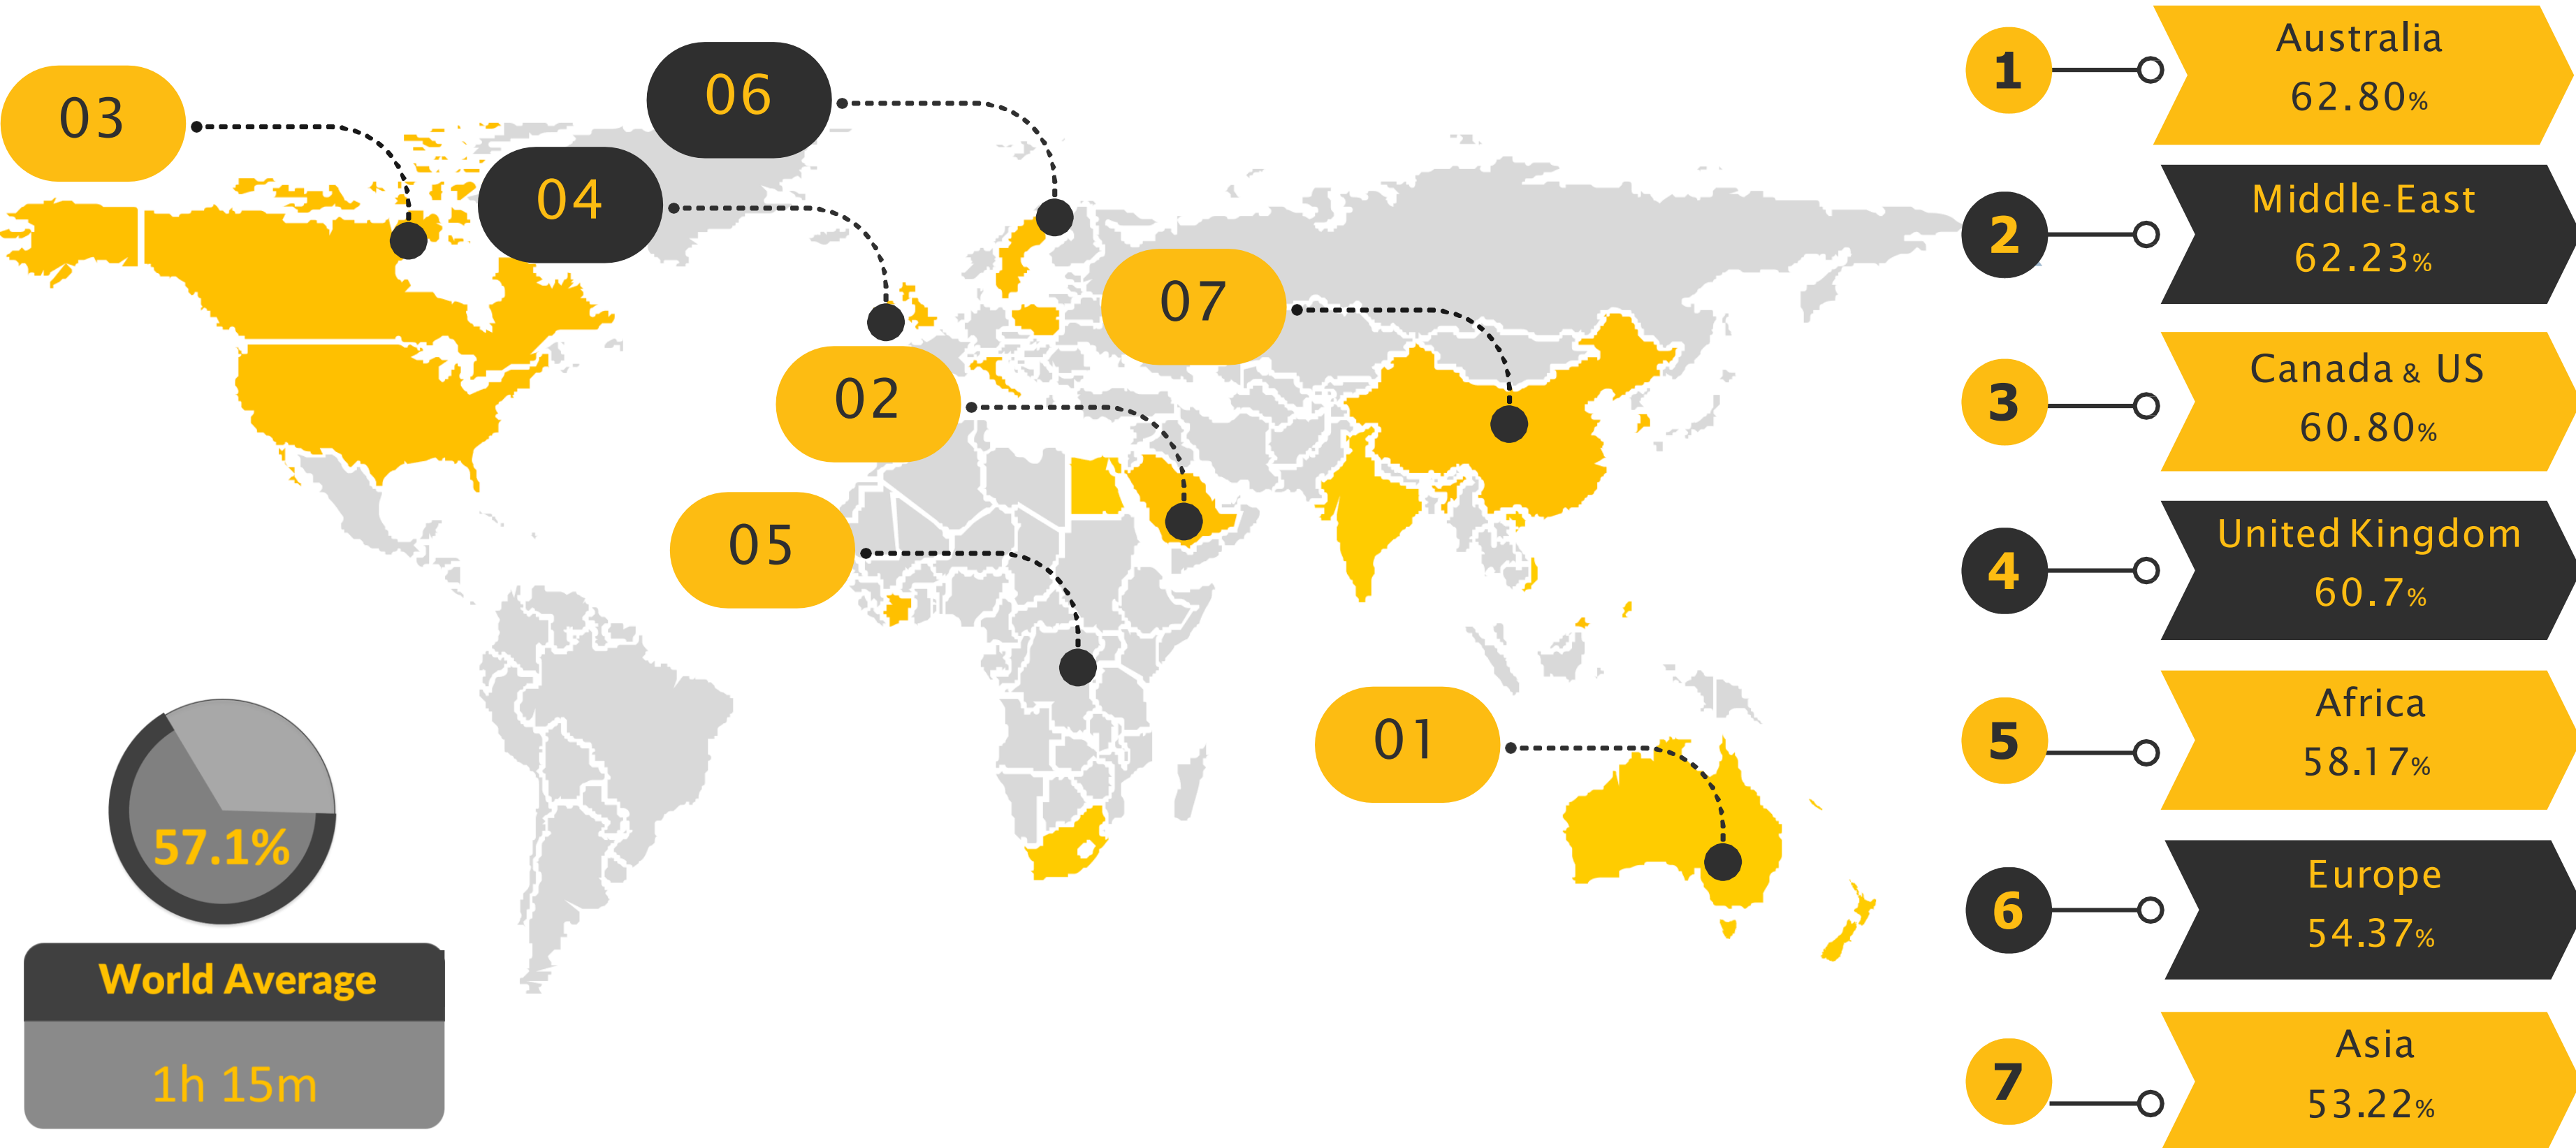 03
06
04
07
02
05
01
57.1%
World Average
1h 15m
1
Australia
62.80%
2
Middle-East
62.23%
3
Canada & US
60.80%
4
United Kingdom
60.7%
5
Africa
58.17%
6
Europe
54.37%
7
Asia
53.22%